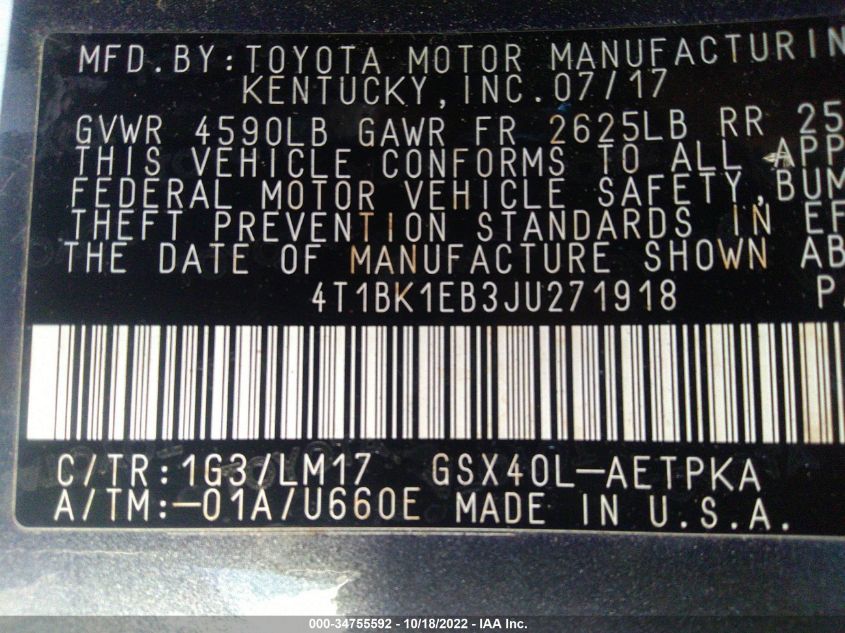 MFD.BY:TOYOTA MOTOR MANUFACTURIN
KENTUCKY,INC.07/17
GVWR 4590LB GAWR FR 2625LB RR 25
THIS VEHICLE CONFORMS TO ALL APP
FEDERAL MOTOR VEHICLE SAFETY,BUM
THEFT PREVENTION STANDARDS IN EF
THE DATE OF MANUFACTURE SHOWN AB
4T1BK1EB3JU271918 PA
C/TR:1G3/LM17 GSX40L-AETPKA
A/TM:-01A/U660E MADE IN U.S.A.
000-34755592 - 10/18/2022 - IAA Inc.